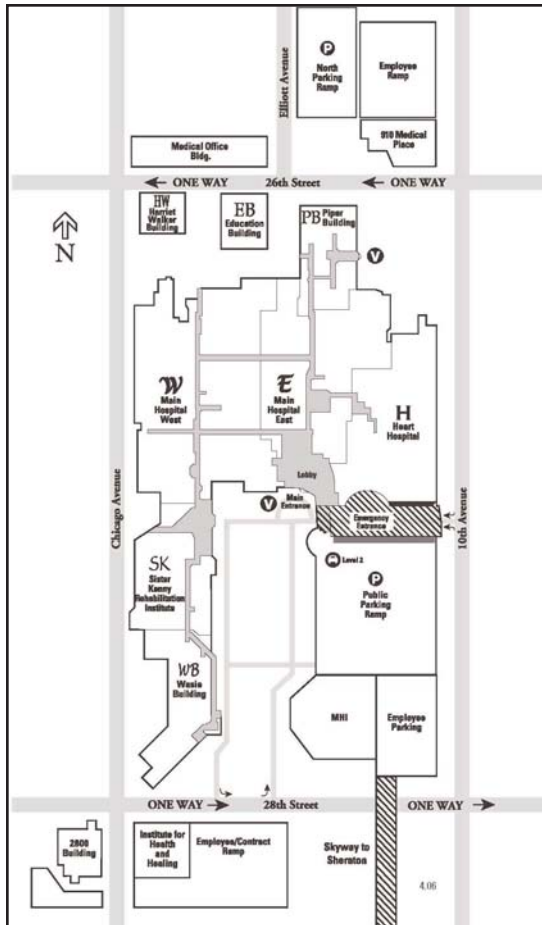 P
North
Parking
Ramp
Employee
Ramp
Elliott Avenue
910 Medical
Place
Medical Office
Bldg.
ONE WAY
26th Street
ONE WAY
HW
Harriet
Walker
Building
EB
Education
Building
PB Piper
Building
N
V
W
Main
Hospital
West
E
Main
Hospital
East
H
Heart
Hospital
Lobby
V
Main
Entrance
Emergency
Entrance
Chicago Avenue
10th Avenue
SK
Sister
Kenny
Rehabilitation
Institute
Level 2
P
Public
Parking
Ramp
WB
Wasie
Building
MHI
Employee
Parking
ONE WAY
28th Street
ONE WAY
2800
Building
Institute for
Health
and
Healing
Employee/Contract
Ramp
Skyway to
Sheraton
4.06